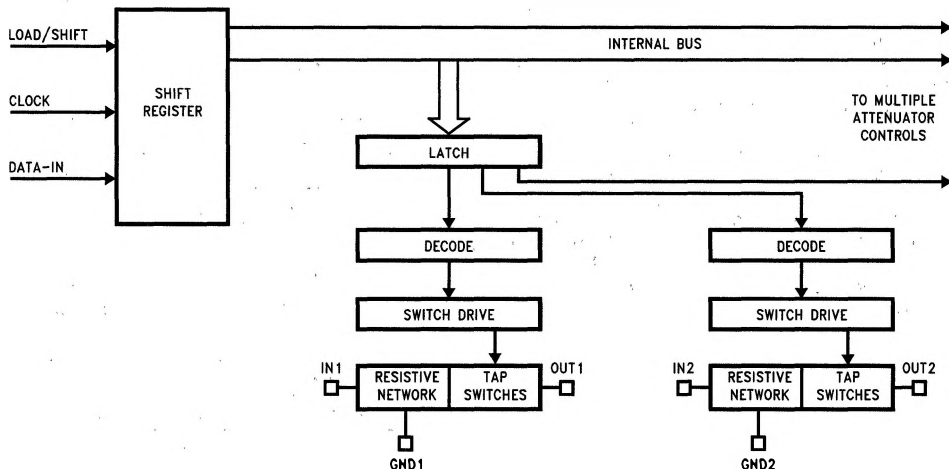 LOAD/SHIFT
CLOCK
DATA-IN
SHIFT
REGISTER
INTERNAL BUS
TO MULTIPLE
ATTENUATOR
CONTROLS
LATCH
DECODE
DECODE
SWITCH DRIVE
SWITCH DRIVE
IN1
RESISTIVE
NETWORK
TAP
SWITCHES
OUT1
GND1
IN2
RESISTIVE
NETWORK
TAP
SWITCHES
OUT2
GND2